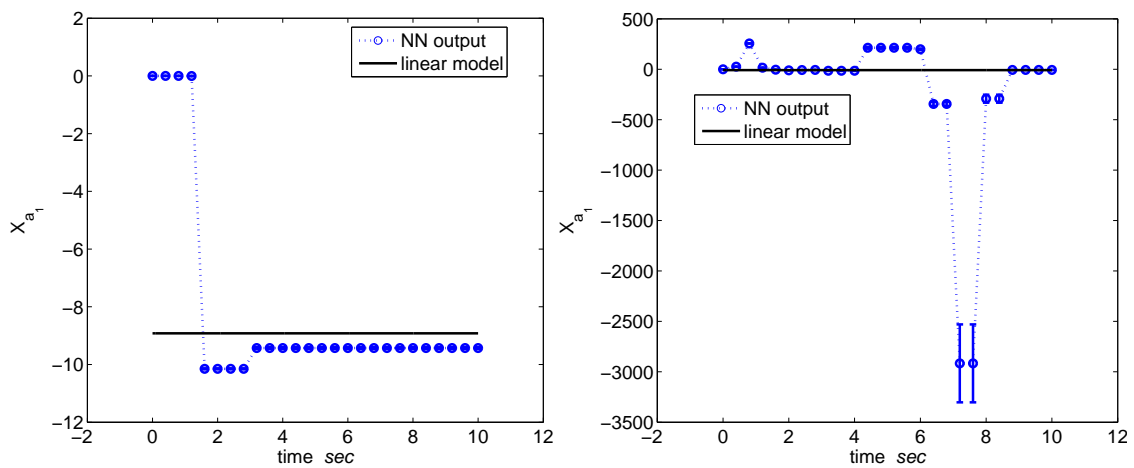 2
0
−2
−4
−6
−8
−10
−12
−2 0 2 4 6 8 10 12
time sec
X_{a_1}
NN output
linear model
500
0
−500
−1000
−1500
−2000
−2500
−3000
−3500
−2 0 2 4 6 8 10 12
time sec
X_{a_1}
NN output
linear model